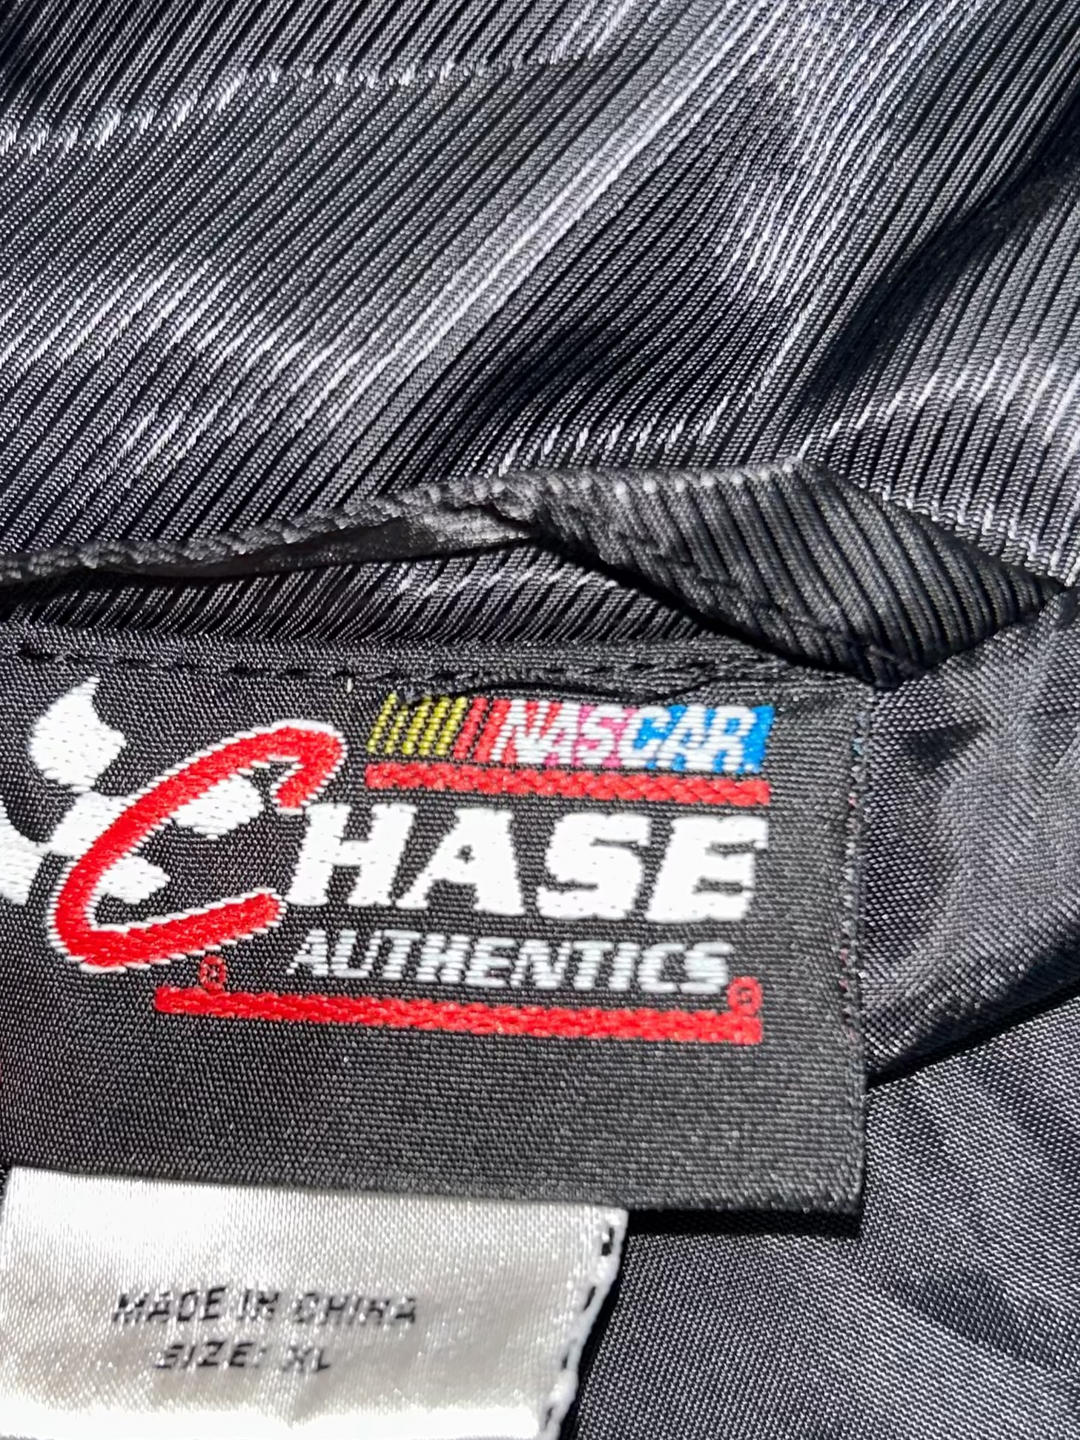 NASCAR
CHASE
AUTHENTICS
®
®
MADE IN CHINA
SIZE: XL